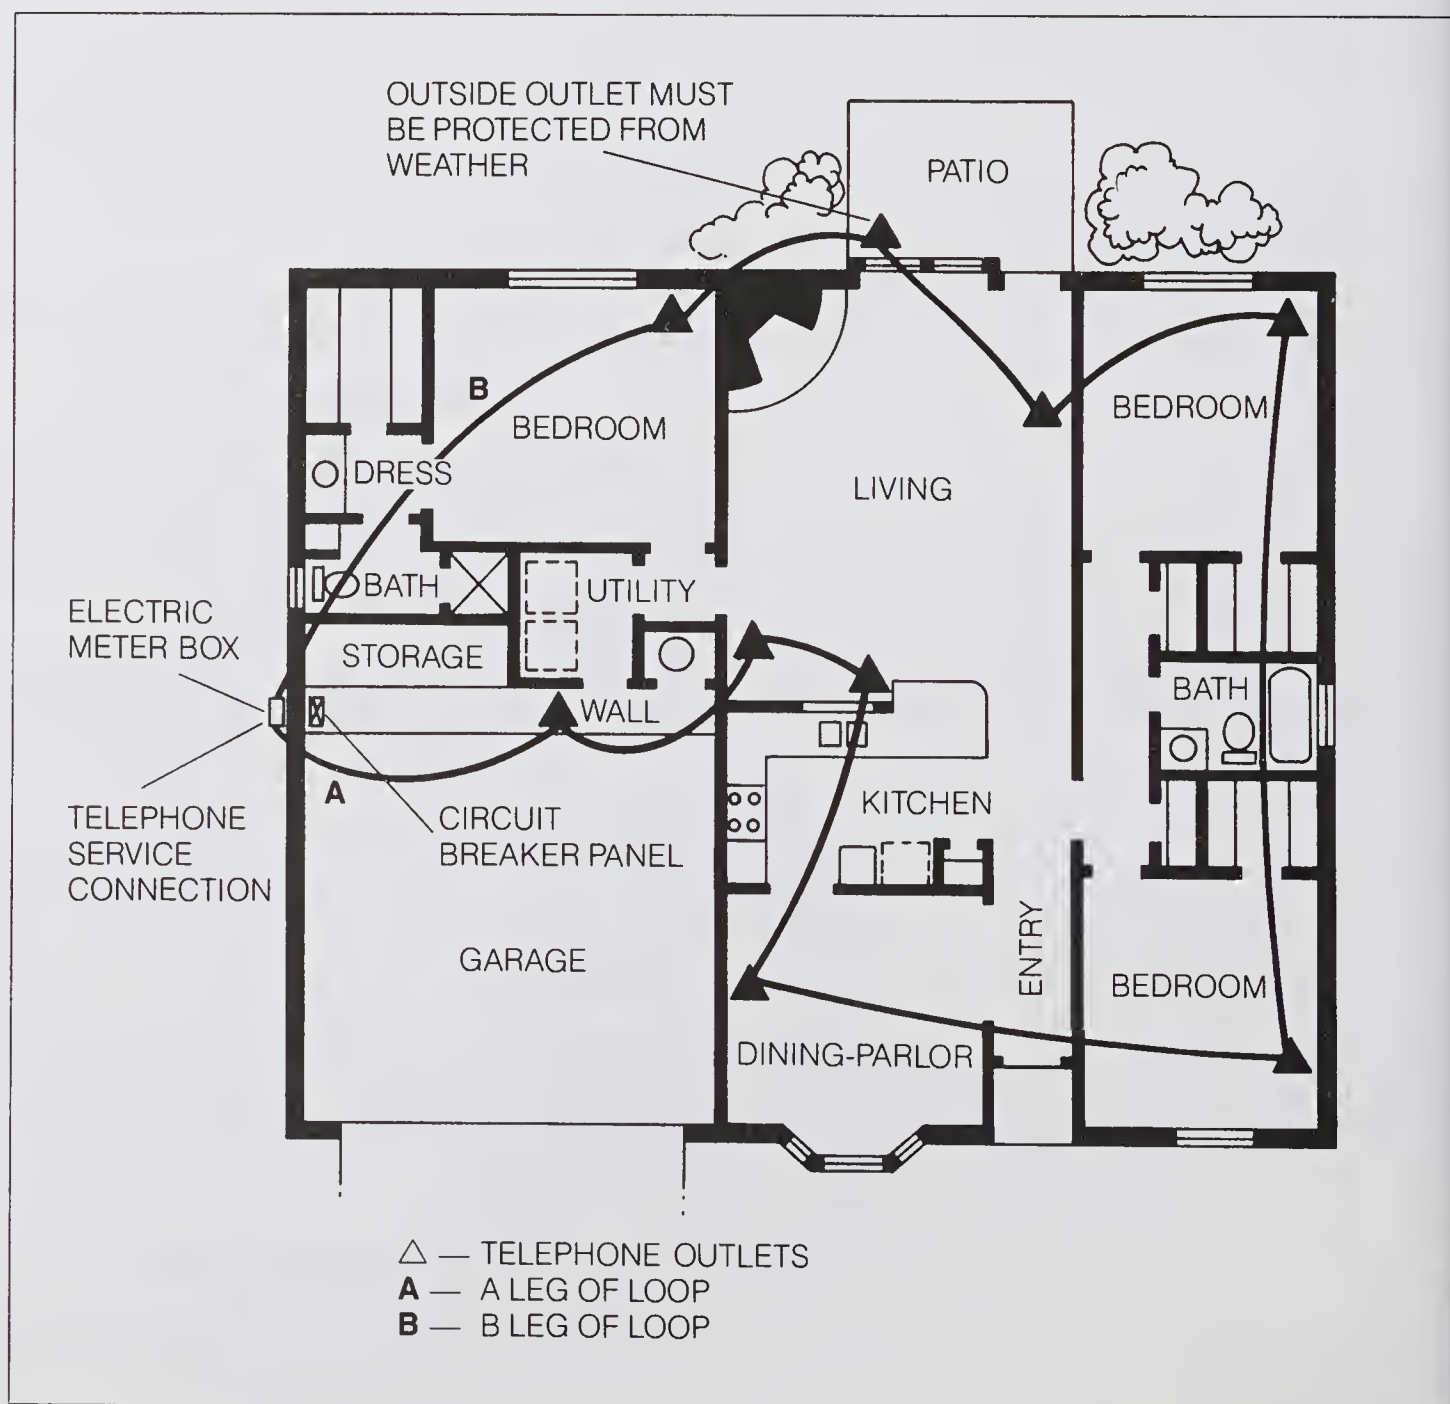 OUTSIDE OUTLET MUST
BE PROTECTED FROM
WEATHER
PATIO
B
BEDROOM
BEDROOM
DRESS
LIVING
BATH
UTILITY
ELECTRIC
METER BOX
STORAGE
BATH
WALL
A
TELEPHONE
SERVICE
CONNECTION
CIRCUIT
BREAKER PANEL
KITCHEN
GARAGE
ENTRY
BEDROOM
DINING-PARLOR
△ — TELEPHONE OUTLETS
A — A LEG OF LOOP
B — B LEG OF LOOP